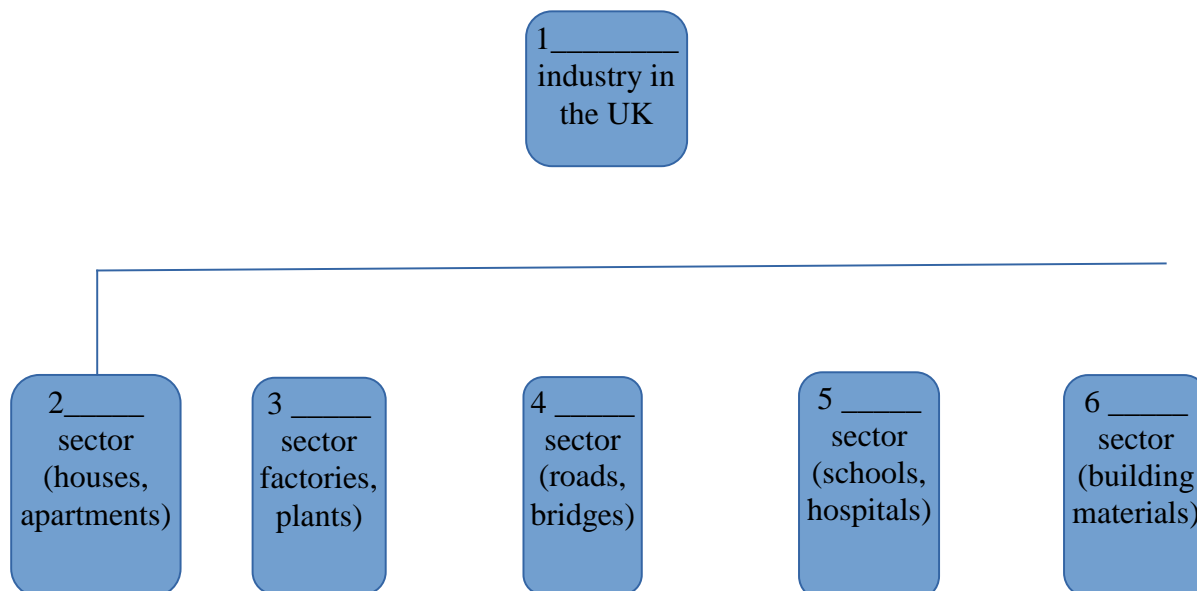 1_________
industry in
the UK
2_____
sector
(houses,
apartments)
3 _____
sector
factories,
plants)
4 _____
sector
(roads,
bridges)
5 _____
sector
(schools,
hospitals)
6 _____
sector
(building
materials)